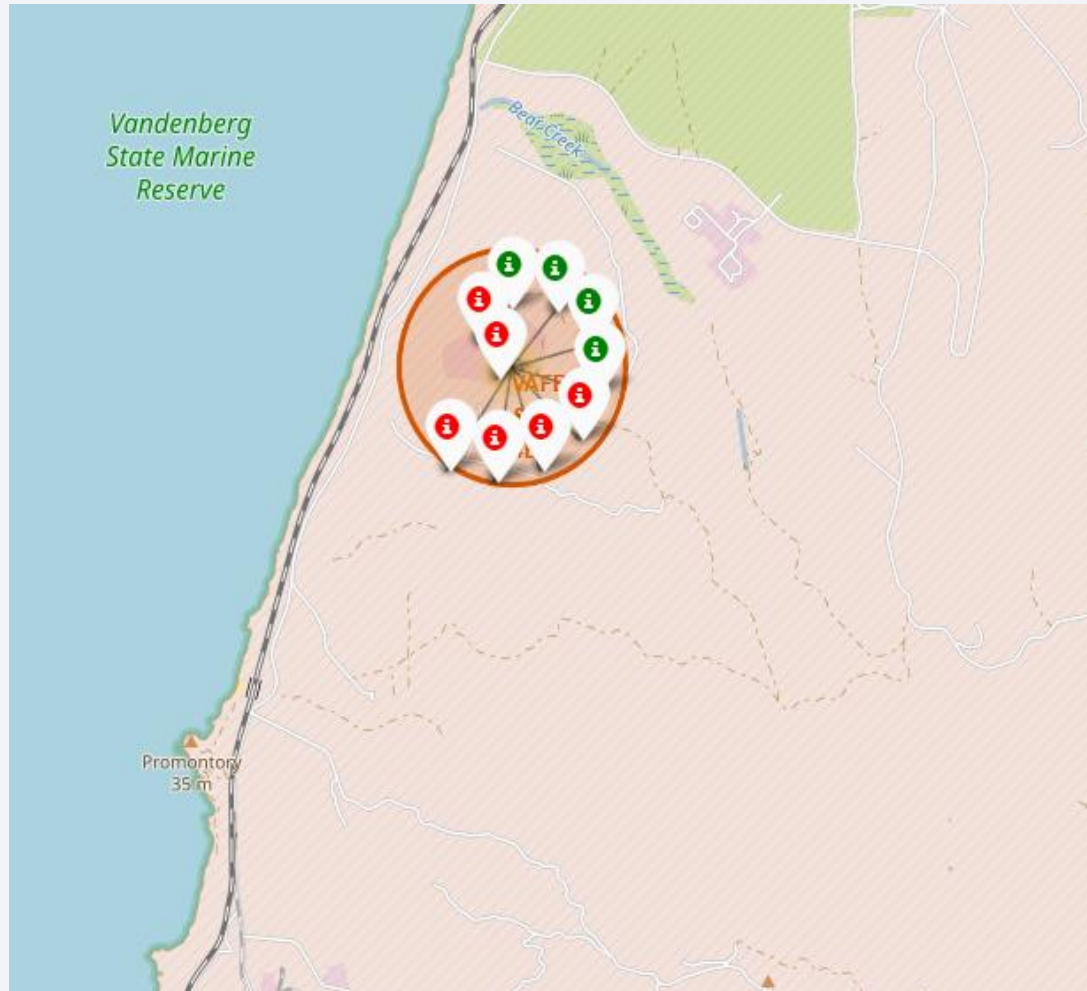 Vandenberg
State Marine
Reserve
Bear Creek
i
i
i
i
i
i
i
i
i
i
Promontory
35 m